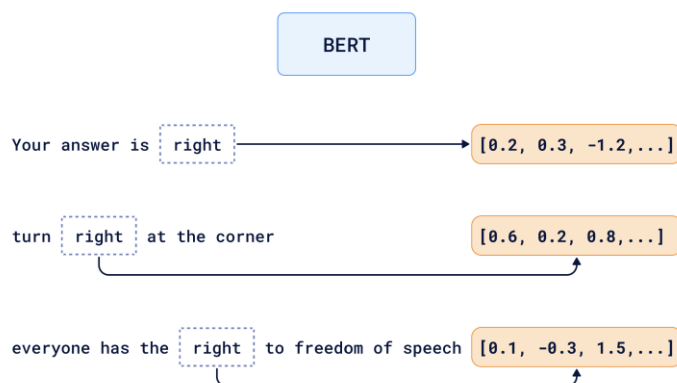 BERT
Your answer is right [0.2, 0.3, -1.2,...]
turn right at the corner [0.6, 0.2, 0.8,...]
everyone has the right to freedom of speech [0.1, -0.3, 1.5,...]